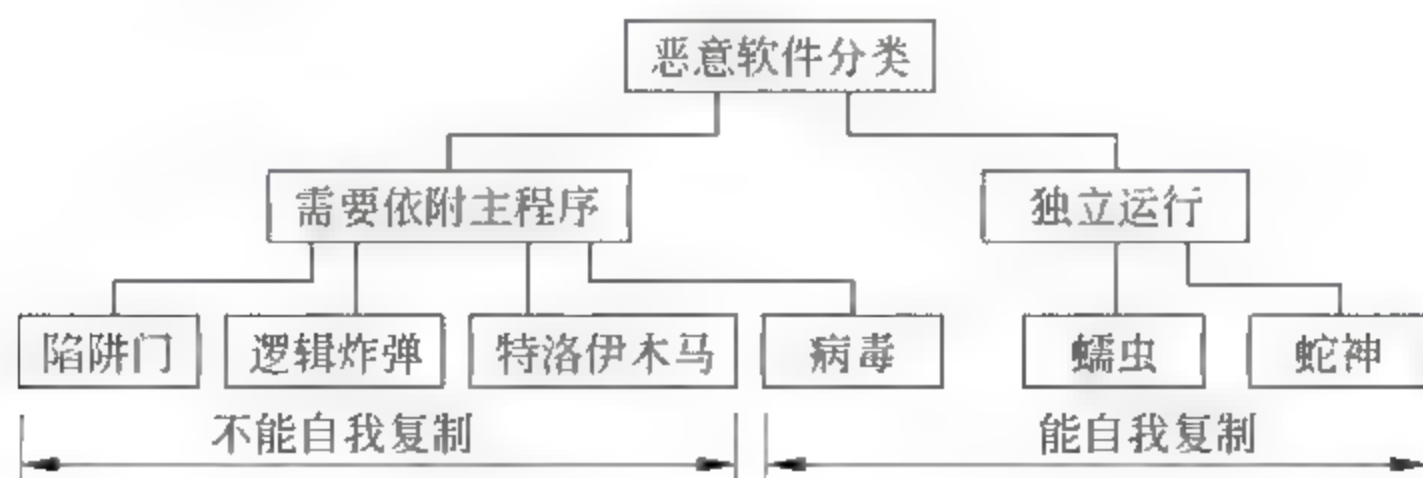 恶意软件分类
需要依附主程序
独立运行
陷阱门
逻辑炸弹
特洛伊木马
病毒
蠕虫
蛇神
不能自我复制
能自我复制